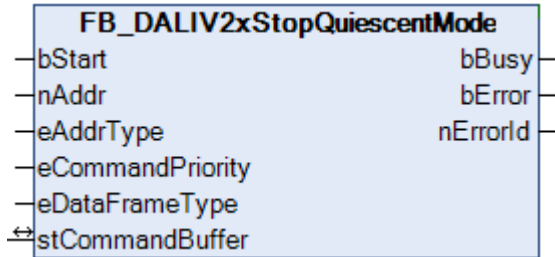 FB_DALIV2xStopQuiescentMode
bStart bBusy
nAddr bError
eAddrType nErrorId
eCommandPriority
eDataFrameType
stCommandBuffer